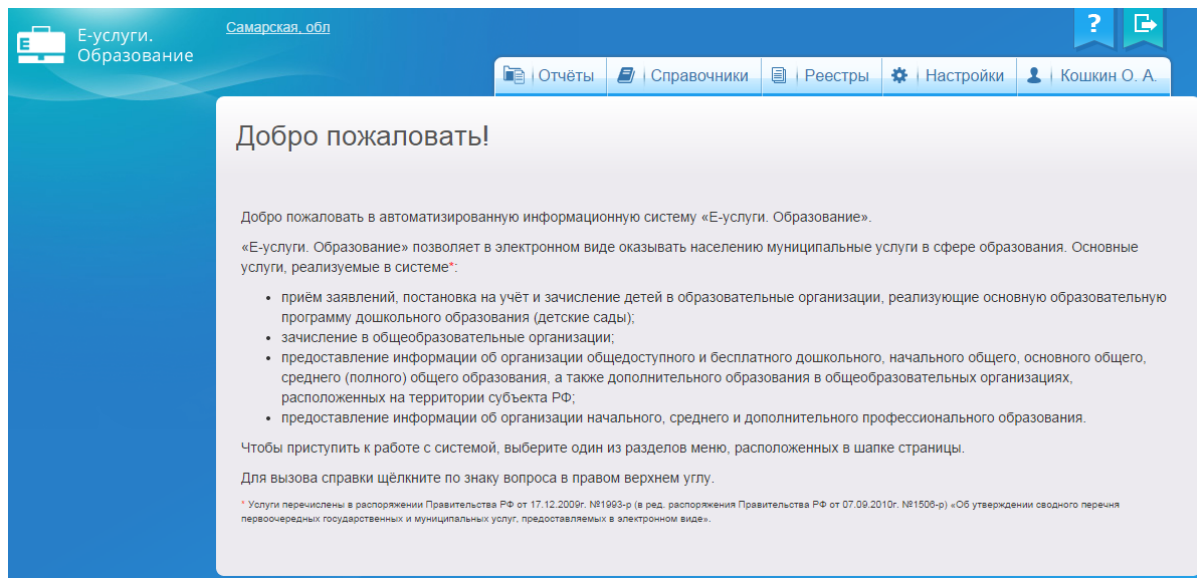 Е-услуги.
Образование
Самарская, обл
?
Отчёты
Справочники
Реестры
Настройки
Кошкин О. А.
Добро пожаловать!
Добро пожаловать в автоматизированную информационную систему «Е-услуги. Образование».
«Е-услуги. Образование» позволяет в электронном виде оказывать населению муниципальные услуги в сфере образования. Основные
услуги, реализуемые в системе*:
• приём заявлений, постановка на учёт и зачисление детей в образовательные организации, реализующие основную образовательную
программу дошкольного образования (детские сады);
• зачисление в общеобразовательные организации;
• предоставление информации об организации общедоступного и бесплатного дошкольного, начального общего, основного общего,
среднего (полного) общего образования, а также дополнительного образования в общеобразовательных организациях,
расположенных на территории субъекта РФ;
• предоставление информации об организации начального, среднего и дополнительного профессионального образования.
Чтобы приступить к работе с системой, выберите один из разделов меню, расположенных в шапке страницы.
Для вызова справки щёлкните по знаку вопроса в правом верхнем углу.
* Услуги перечислены в распоряжении Правительства РФ от 17.12.2009г. №1993-р (в ред. распоряжения Правительства РФ от 07.09.2010г. №1506-р) «Об утверждении сводного перечня
первоочередных государственных и муниципальных услуг, предоставляемых в электронном виде».